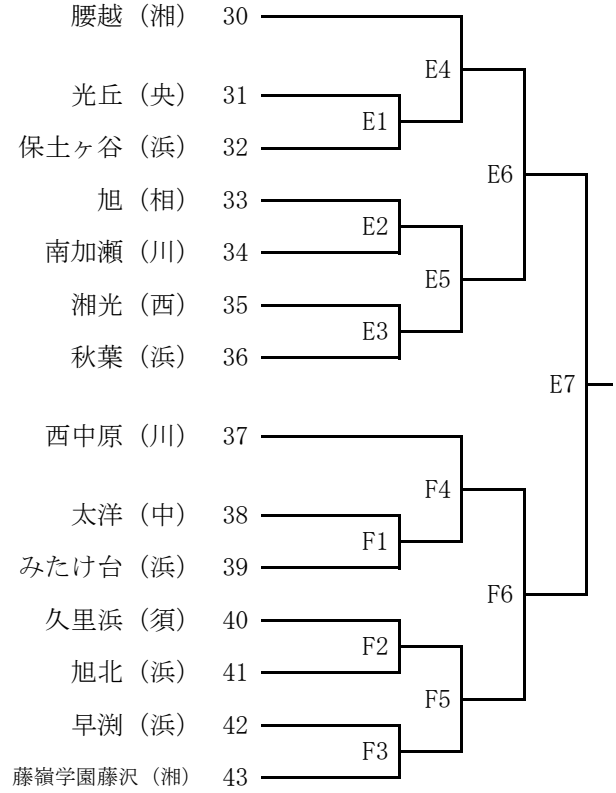 腰越（湘） 30
E4
光丘（央） 31
E1
保土ヶ谷（浜） 32
E6
旭（相） 33
E2
南加瀬（川） 34
E5
湘光（西） 35
E3
秋葉（浜） 36
E7
西中原（川） 37
F4
太洋（中） 38
F1
みたけ台（浜） 39
F6
久里浜（須） 40
F2
旭北（浜） 41
F5
早渕（浜） 42
F3
藤嶺学園藤沢（湘） 43